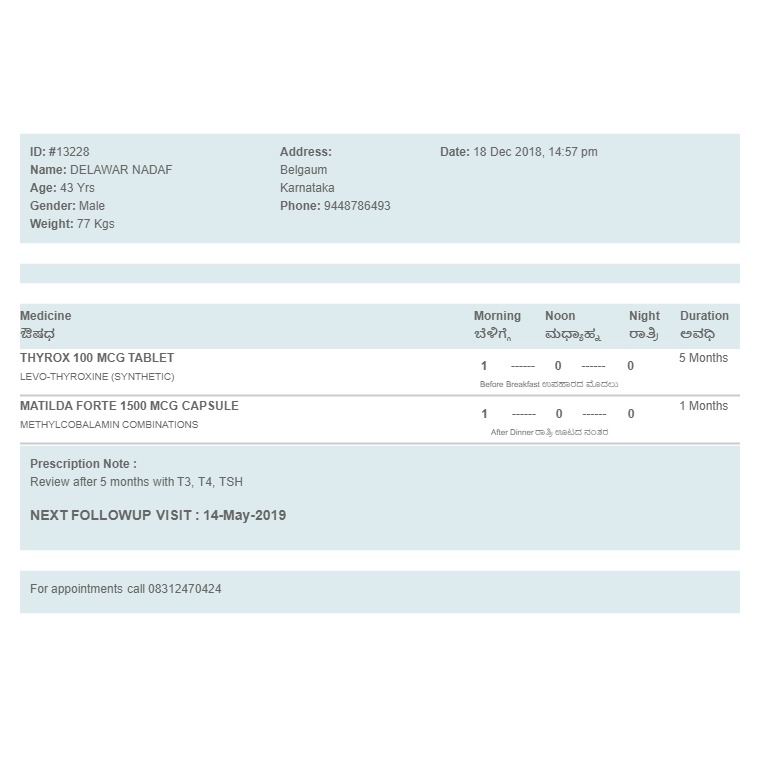 ID: #13228
Name: DELAWAR NADAF
Age: 43 Yrs
Gender: Male
Weight: 77 Kgs
Address:
Belgaum
Karnataka
Phone: 9448786493
Date: 18 Dec 2018, 14:57 pm
Medicine Morning Noon Night Duration
ಔಷಧ ಬೆಳಿಗ್ಗೆ ಮಧ್ಯಾಹ್ನ ರಾತ್ರಿ ಅವಧಿ
THYROX 100 MCG TABLET 1 ------ 0 ------ 0 5 Months
LEVO-THYROXINE (SYNTHETIC) Before Breakfast ಉಪಹಾರದ ಮೊದಲು
MATILDA FORTE 1500 MCG CAPSULE 1 ------ 0 ------ 0 1 Months
METHYLCOBALAMIN COMBINATIONS After Dinner ರಾತ್ರಿ ಊಟದ ನಂತರ
Prescription Note :
Review after 5 months with T3, T4, TSH
NEXT FOLLOWUP VISIT : 14-May-2019
For appointments call 08312470424